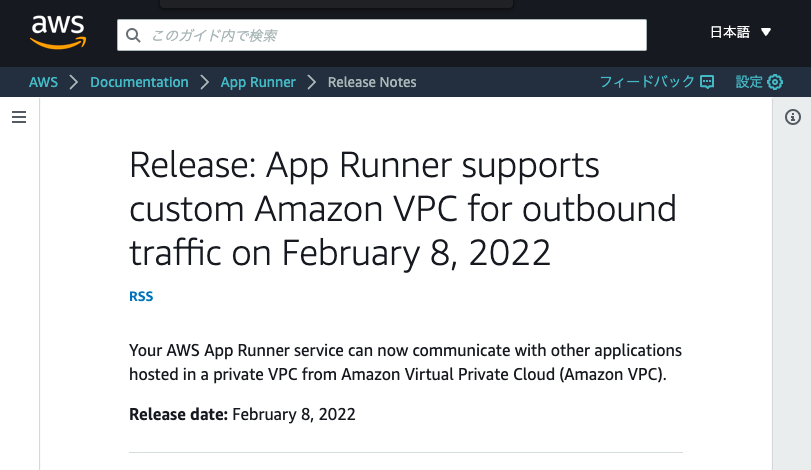 aws
このガイド内で検索
日本語
AWS
Documentation
App Runner
Release Notes
フィードバック
設定
Release: App Runner supports
custom Amazon VPC for outbound
traffic on February 8, 2022
RSS
Your AWS App Runner service can now communicate with other applications
hosted in a private VPC from Amazon Virtual Private Cloud (Amazon VPC).
Release date: February 8, 2022